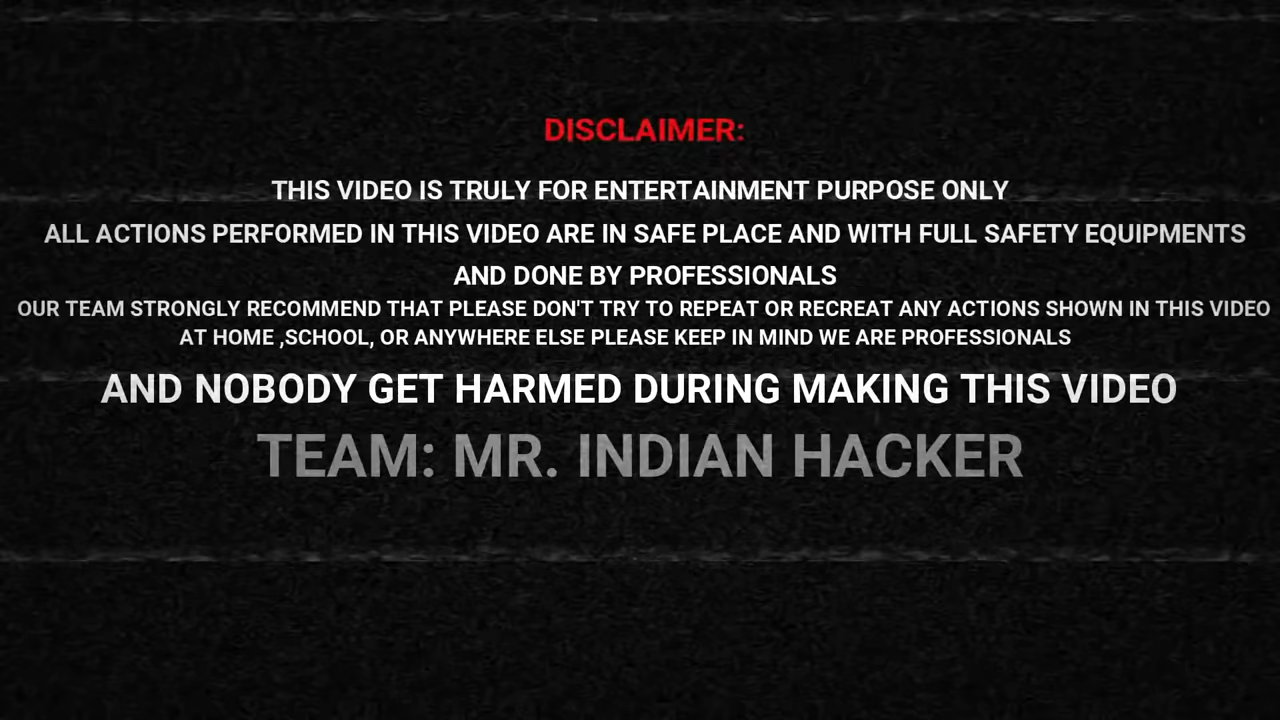 DISCLAIMER:
THIS VIDEO IS TRULY FOR ENTERTAINMENT PURPOSE ONLY
ALL ACTIONS PERFORMED IN THIS VIDEO ARE IN SAFE PLACE AND WITH FULL SAFETY EQUIPMENTS
AND DONE BY PROFESSIONALS
OUR TEAM STRONGLY RECOMMEND THAT PLEASE DON'T TRY TO REPEAT OR RECREAT ANY ACTIONS SHOWN IN THIS VIDEO
AT HOME ,SCHOOL, OR ANYWHERE ELSE PLEASE KEEP IN MIND WE ARE PROFESSIONALS
AND NOBODY GET HARMED DURING MAKING THIS VIDEO
TEAM: MR. INDIAN HACKER